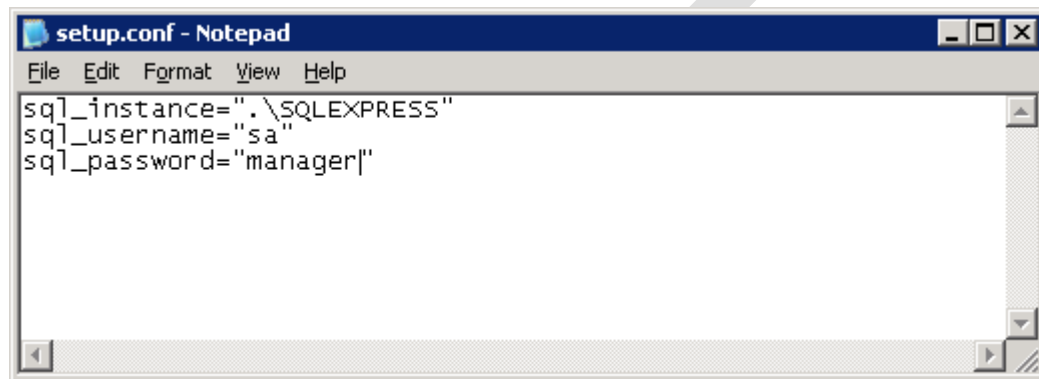 setup.conf - Notepad
File Edit Format View Help
sql_instance=".\SQLEXPRESS"
sql_username="sa"
sql_password="manager"